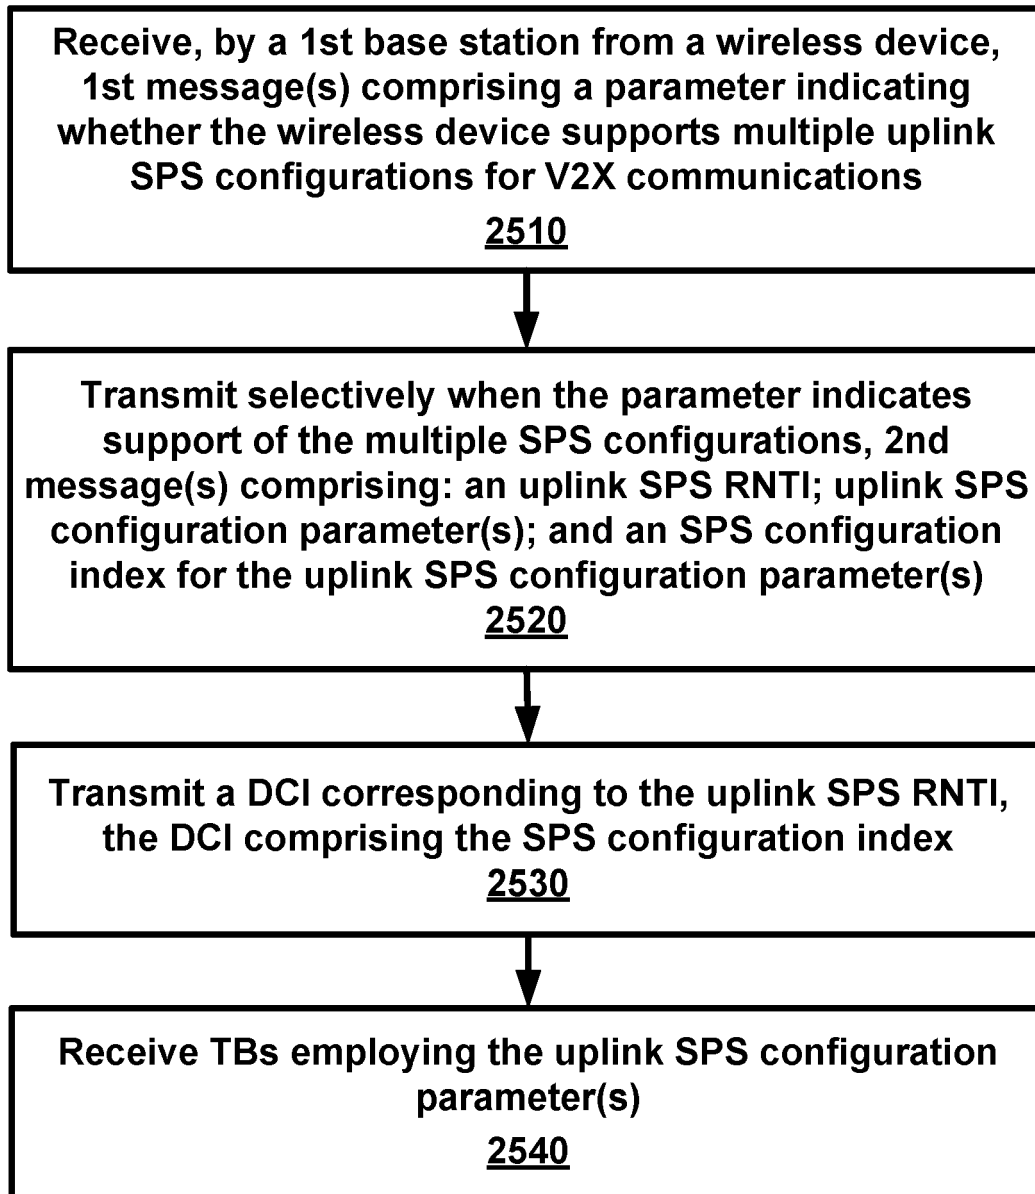 Receive, by a 1st base station from a wireless device,
1st message(s) comprising a parameter indicating
whether the wireless device supports multiple uplink
SPS configurations for V2X communications
2510
Transmit selectively when the parameter indicates
support of the multiple SPS configurations, 2nd
message(s) comprising: an uplink SPS RNTI; uplink SPS
configuration parameter(s); and an SPS configuration
index for the uplink SPS configuration parameter(s)
2520
Transmit a DCI corresponding to the uplink SPS RNTI,
the DCI comprising the SPS configuration index
2530
Receive TBs employing the uplink SPS configuration
parameter(s)
2540